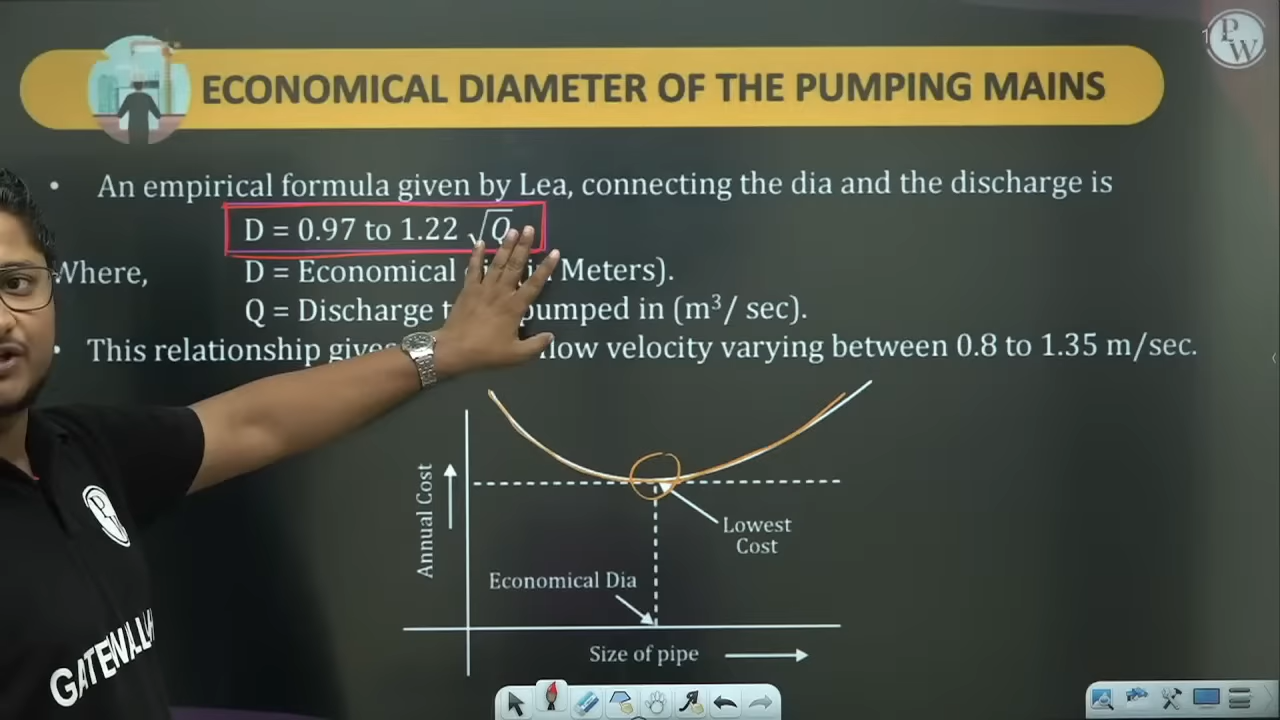 PW
ECONOMICAL DIAMETER OF THE PUMPING MAINS
• An empirical formula given by Lea, connecting the dia and the discharge is
D = 0.97 to 1.22 √Q
Where, D = Economical in Meters).
Q = Discharge pumped in (m³/ sec).
• This relationship flow velocity varying between 0.8 to 1.35 m/sec.
Annual Cost
Lowest
Cost
Economical Dia
Size of pipe
P